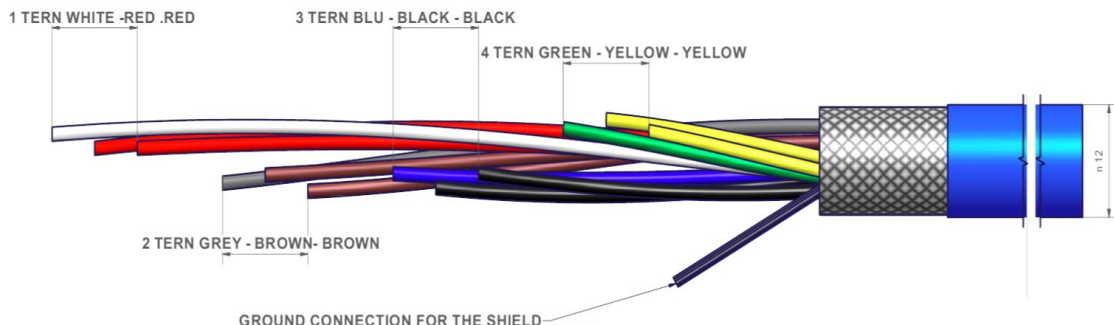 1 TERN WHITE -RED .RED
3 TERN BLU - BLACK - BLACK
4 TERN GREEN - YELLOW - YELLOW
n 12
2 TERN GREY - BROWN- BROWN
GROUND CONNECTION FOR THE SHIELD